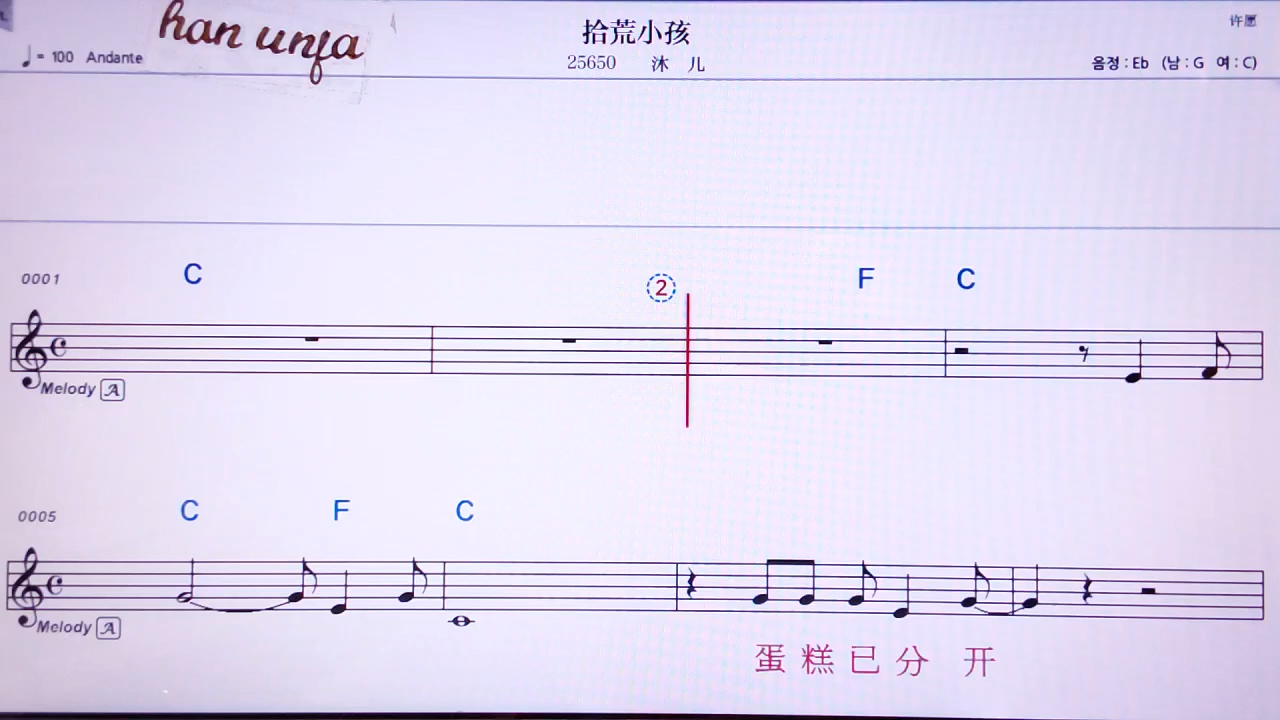 han unja
拾荒小孩
许愿
♩= 100 Andante
25650 沐 儿
음정 : Eb (남 : G 여 : C)
0001 C ② F C
Melody A
0005 C F C
Melody A
蛋 糕 已 分 开